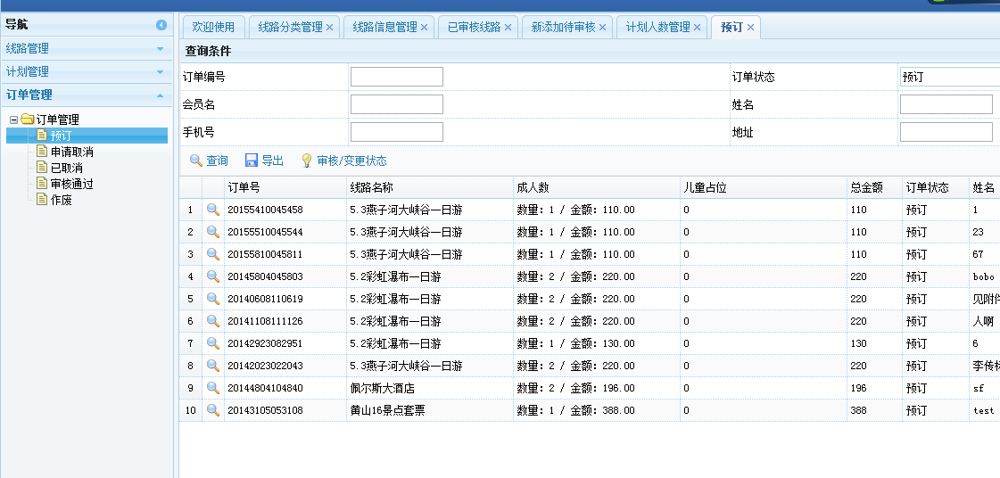 导航
线路管理
计划管理
订单管理
订单管理
预订
申请取消
已取消
审核通过
作废
欢迎使用 线路分类管理 线路信息管理 已审核线路 新添加待审核 计划人数管理 预订
查询条件
订单编号 订单状态 预订
会员名 姓名
手机号 地址
查询 导出 审核/变更状态
订单号 线路名称 成人数 儿童占位 总金额 订单状态 姓名
1 20155410045458 5.3燕子河大峡谷一日游 数量: 1 / 金额: 110.00 0 110 预订 1
2 20155510045544 5.3燕子河大峡谷一日游 数量: 1 / 金额: 110.00 0 110 预订 23
3 20155810045811 5.3燕子河大峡谷一日游 数量: 1 / 金额: 110.00 0 110 预订 67
4 20145804045803 5.2彩虹瀑布一日游 数量: 2 / 金额: 220.00 0 220 预订 bobo
5 20140608110619 5.2彩虹瀑布一日游 数量: 2 / 金额: 220.00 0 220 预订 见附件
6 20141108111126 5.2彩虹瀑布一日游 数量: 2 / 金额: 220.00 0 220 预订 人啊
7 20142923082951 5.2彩虹瀑布一日游 数量: 1 / 金额: 130.00 0 130 预订 6
8 20142023022043 5.3燕子河大峡谷一日游 数量: 2 / 金额: 220.00 0 220 预订 李传
9 20144804104840 佩尔斯大酒店 数量: 2 / 金额: 196.00 0 196 预订 sf
10 20143105053108 黄山16景点套票 数量: 1 / 金额: 388.00 0 388 预订 test